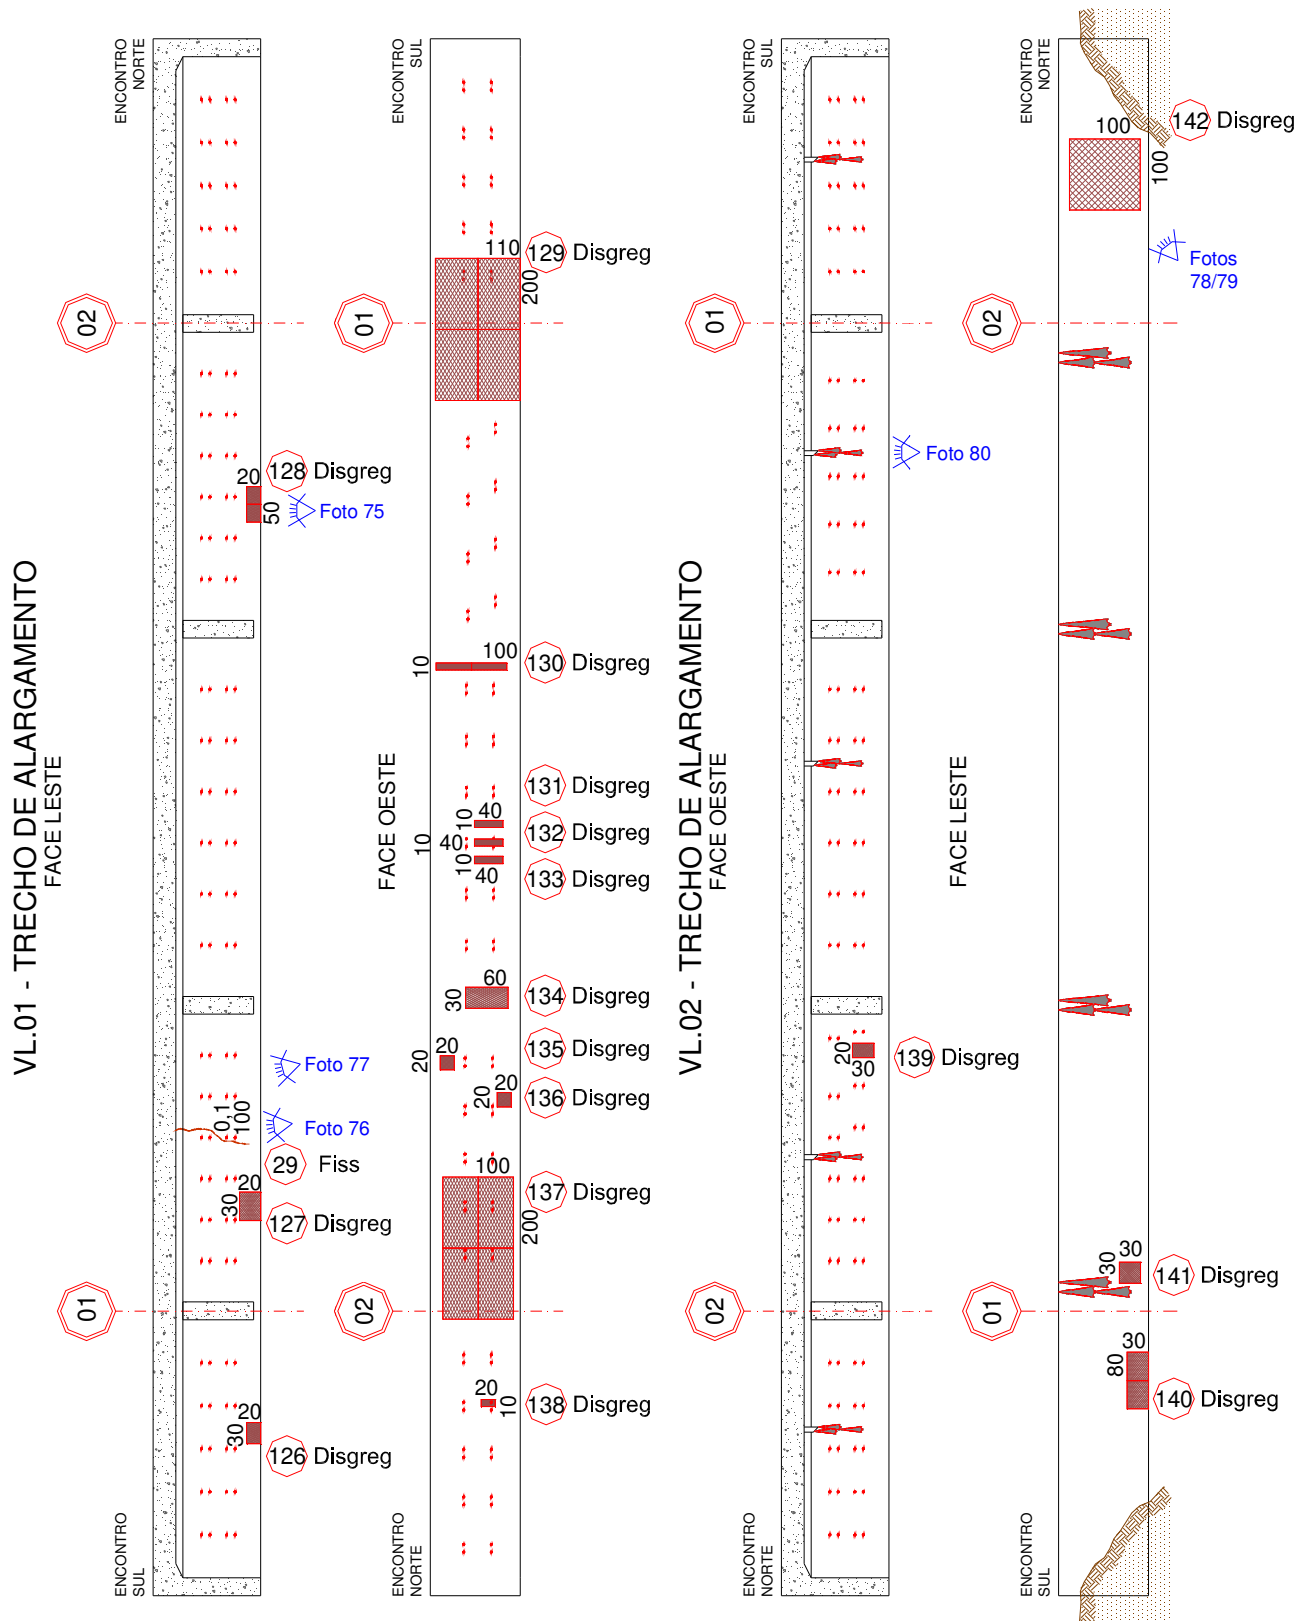 VL.01 - TRECHO DE ALARGAMENTO
FACE LESTE
ENCONTRO
NORTE
02
20
128 Disgreg
50
Foto 75
Foto 77
0,1
100
Foto 76
29 Fiss
20
30
127 Disgreg
01
20
30
126 Disgreg
ENCONTRO
SUL
FACE OESTE
ENCONTRO
SUL
110
129 Disgreg
200
01
100
10
130 Disgreg
131 Disgreg
40
10
132 Disgreg
40
10
10
40
133 Disgreg
60
30
134 Disgreg
20
20
135 Disgreg
20
20
136 Disgreg
100
137 Disgreg
200
02
20
10
138 Disgreg
ENCONTRO
NORTE
VL.02 - TRECHO DE ALARGAMENTO
FACE OESTE
ENCONTRO
SUL
01
Foto 80
20
30
139 Disgreg
02
ENCONTRO
NORTE
FACE LESTE
ENCONTRO
NORTE
100
100
142 Disgreg
Fotos
78/79
02
30
30
141 Disgreg
01
30
80
140 Disgreg
ENCONTRO
SUL